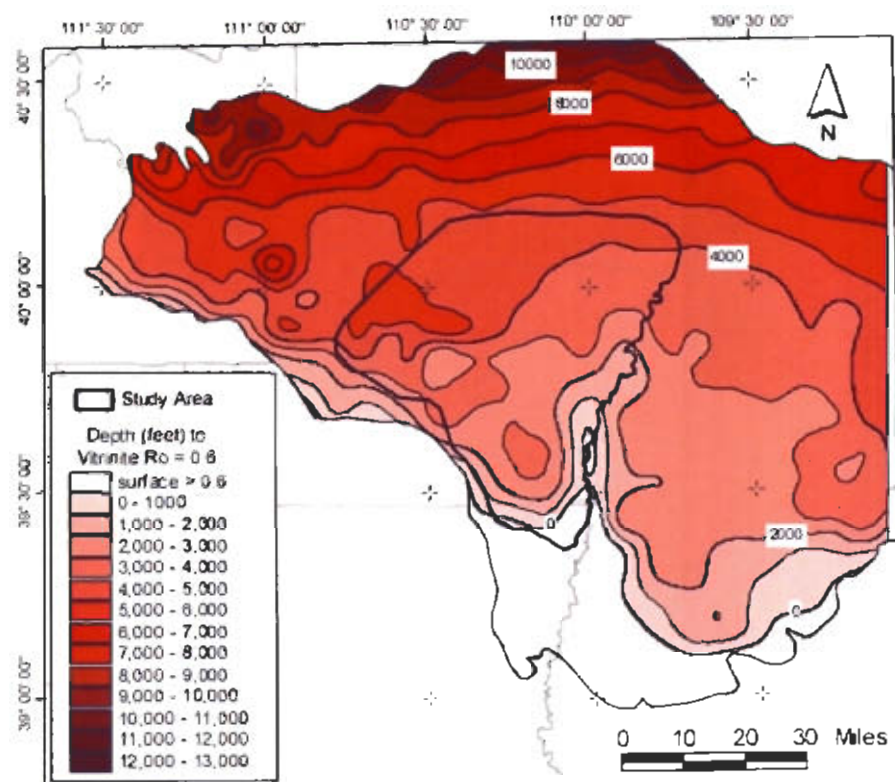 111° 30' 00" 111° 00' 00" 110° 30' 00" 110° 00' 00" 109° 30' 00"
40° 30' 00"
40° 00' 00"
39° 30' 00"
39° 00' 00"
10000
8000
6000
4000
2000
0
0
N
Study Area
Depth (feet) to
Vitrinite Ro = 0.6
surface > 0.6
0 - 1000
1,000 - 2,000
2,000 - 3,000
3,000 - 4,000
4,000 - 5,000
5,000 - 6,000
6,000 - 7,000
7,000 - 8,000
8,000 - 9,000
9,000 - 10,000
10,000 - 11,000
11,000 - 12,000
12,000 - 13,000
0 10 20 30 Miles